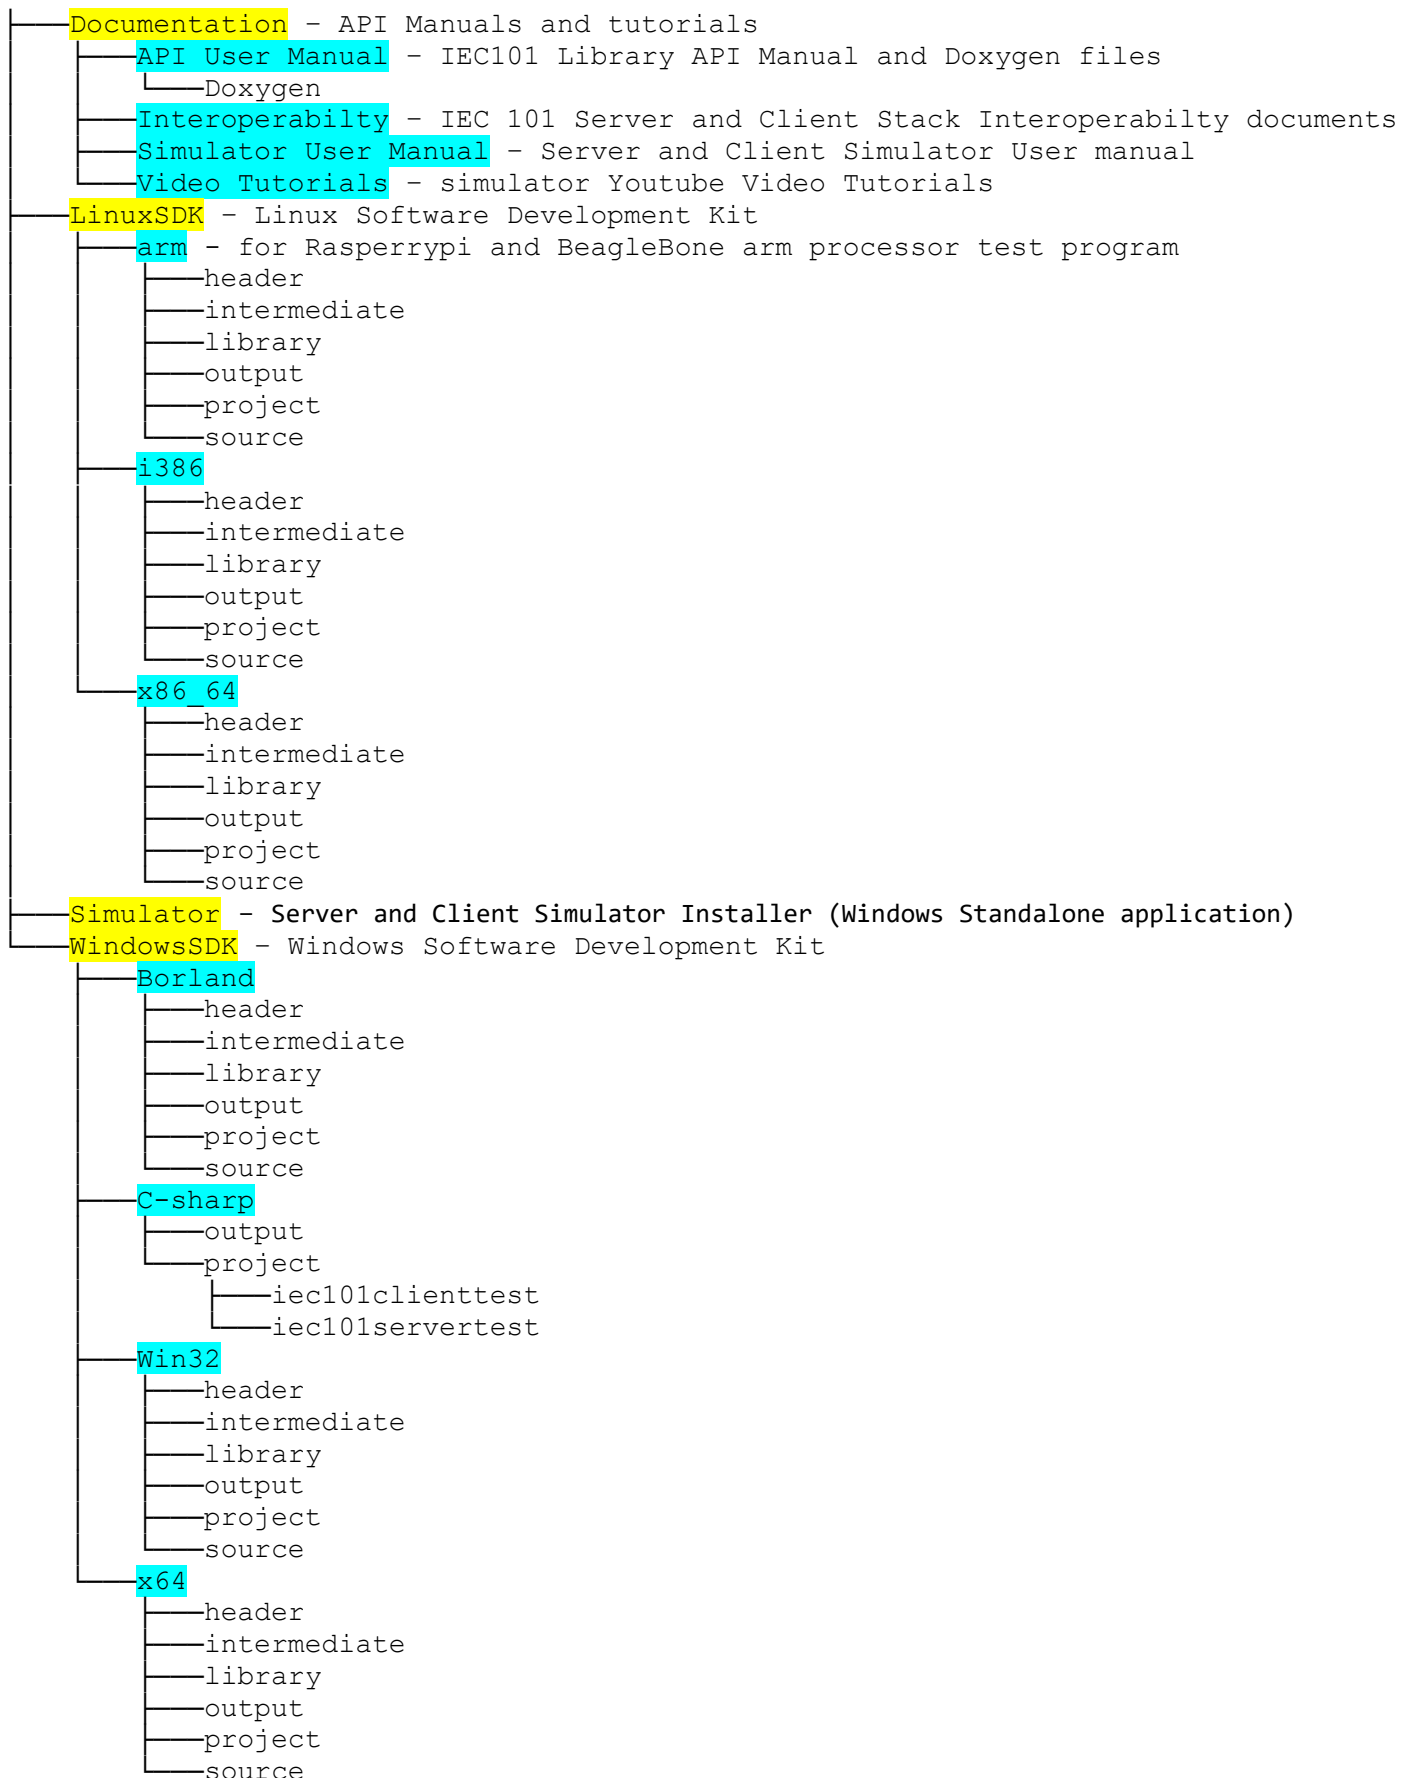 Documentation – API Manuals and tutorials
API User Manual – IEC101 Library API Manual and Doxygen files
Doxygen
Interoperabilty – IEC 101 Server and Client Stack Interoperabilty documents
Simulator User Manual – Server and Client Simulator User manual
Video Tutorials – simulator Youtube Video Tutorials
LinuxSDK – Linux Software Development Kit
arm - for Rasperrypi and BeagleBone arm processor test program
header
intermediate
library
output
project
source
i386
header
intermediate
library
output
project
source
x86_64
header
intermediate
library
output
project
source
Simulator – Server and Client Simulator Installer (Windows Standalone application)
WindowsSDK – Windows Software Development Kit
Borland
header
intermediate
library
output
project
source
C-sharp
output
project
iec101clienttest
iec101servertest
Win32
header
intermediate
library
output
project
source
x64
header
intermediate
library
output
project
source